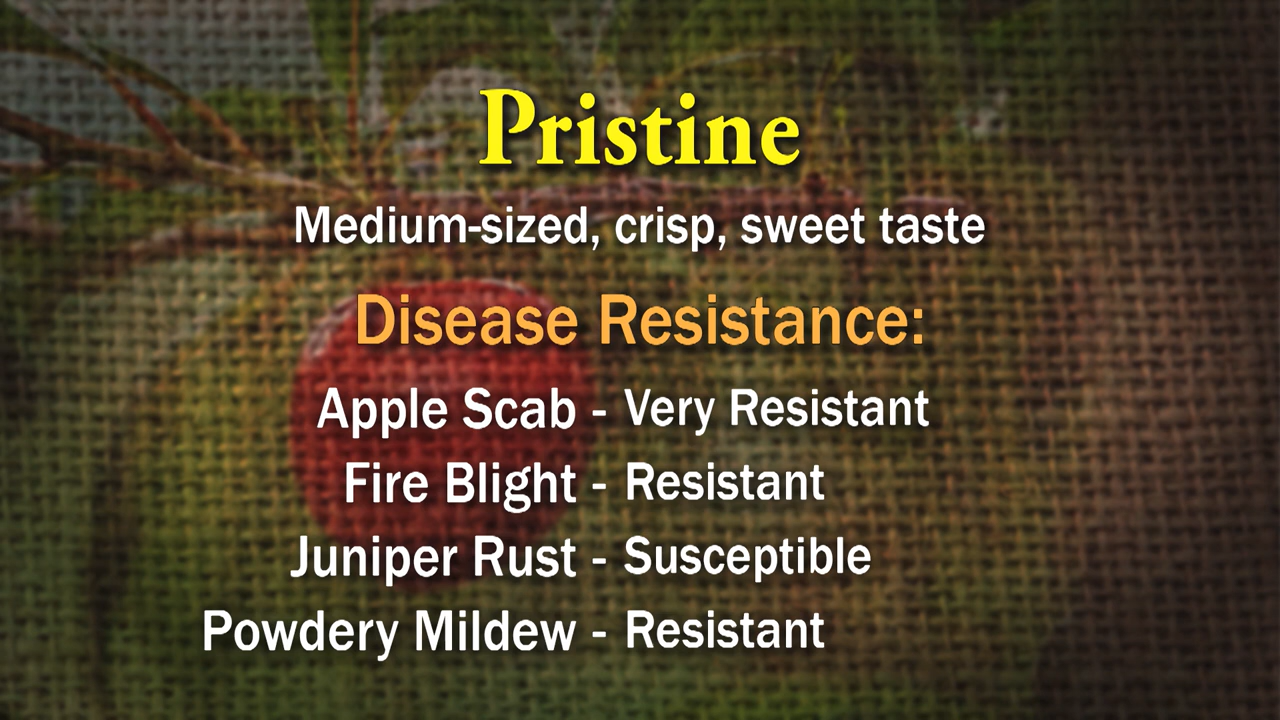 Pristine
Medium-sized, crisp, sweet taste
Disease Resistance:
Apple Scab - Very Resistant
Fire Blight - Resistant
Juniper Rust - Susceptible
Powdery Mildew - Resistant